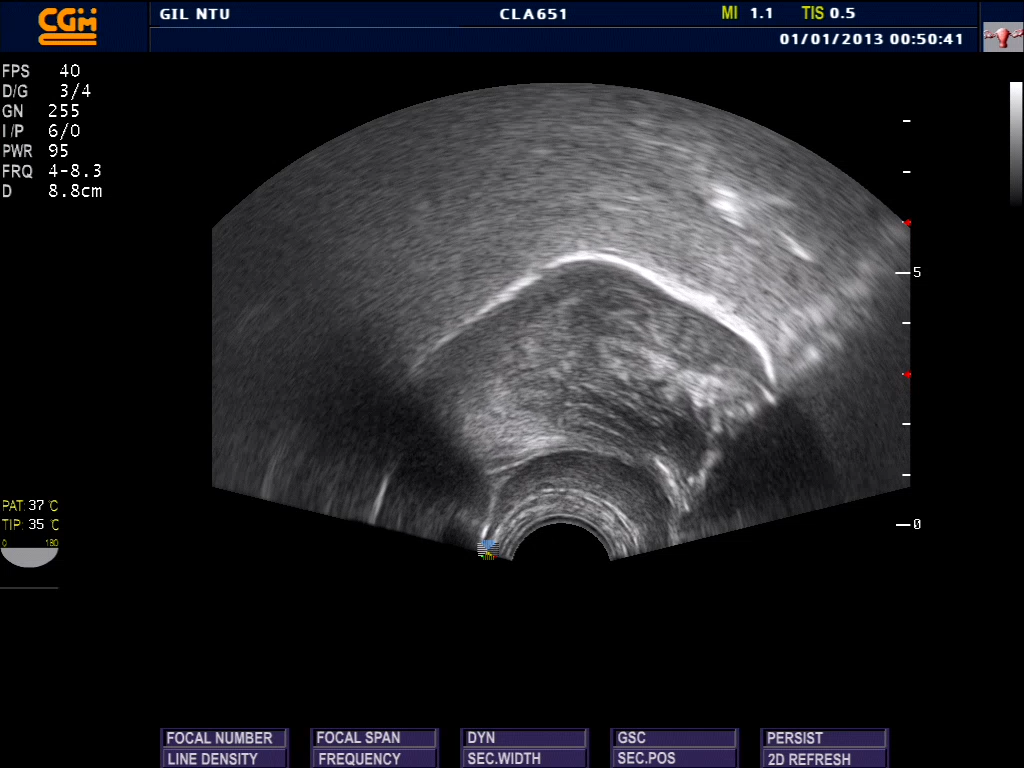 CGM
GIL NTU CLA651 MI 1.1 TIS 0.5
01/01/2013 00:50:41
FPS 40
D/G 3/4
GN 255
I/P 6/0
PWR 95
FRQ 4-8.3
D 8.8cm
5
PAT: 37 °C
TIP: 35 °C
0 180
0
FOCAL NUMBER FOCAL SPAN DYN GSC PERSIST
LINE DENSITY FREQUENCY SEC.WIDTH SEC.POS 2D REFRESH